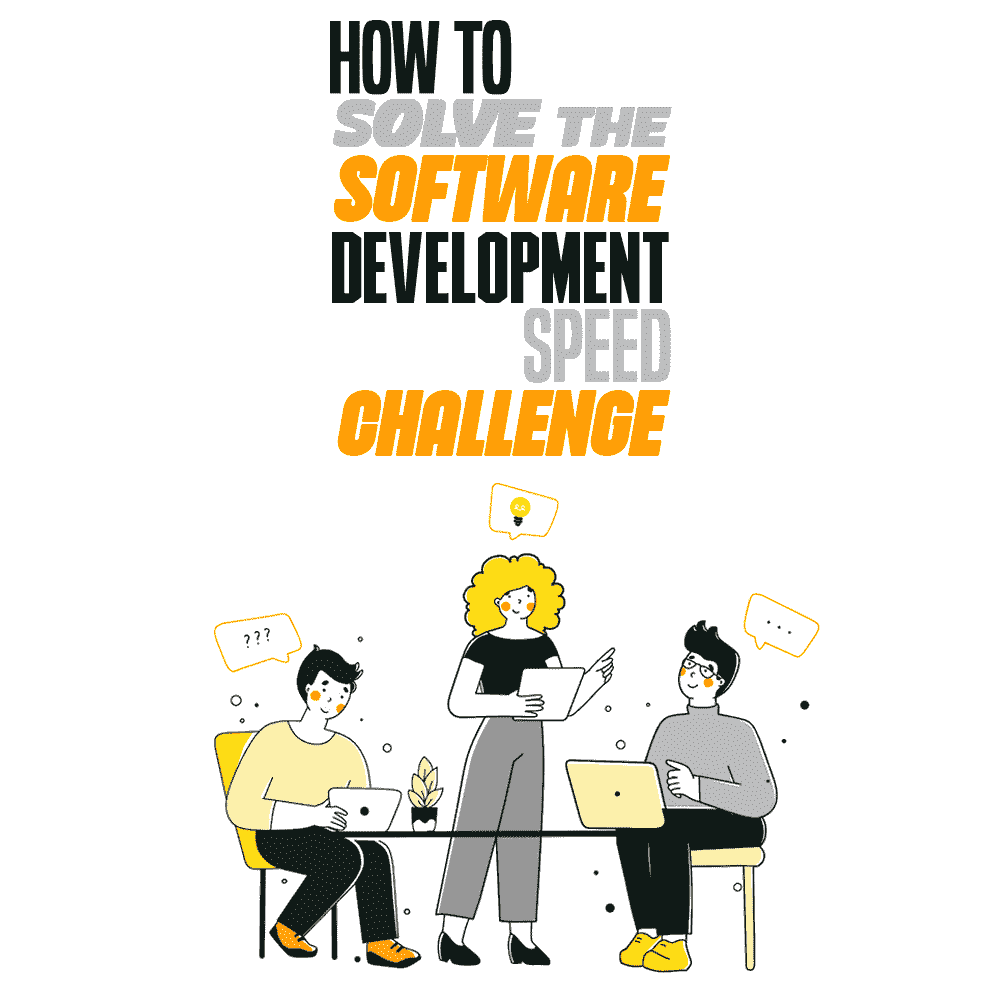 HOW TO
SOLVE THE
SOFTWARE
DEVELOPMENT
SPEED
CHALLENGE
???
...